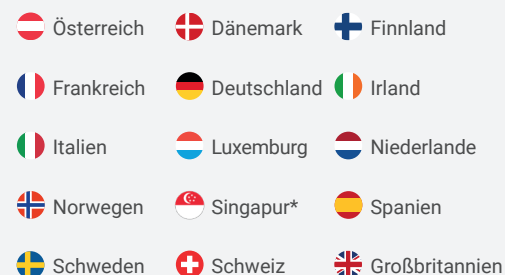 Österreich Dänemark Finnland
Frankreich Deutschland Irland
Italien Luxemburg Niederlande
Norwegen Singapur* Spanien
Schweden Schweiz Großbritannien